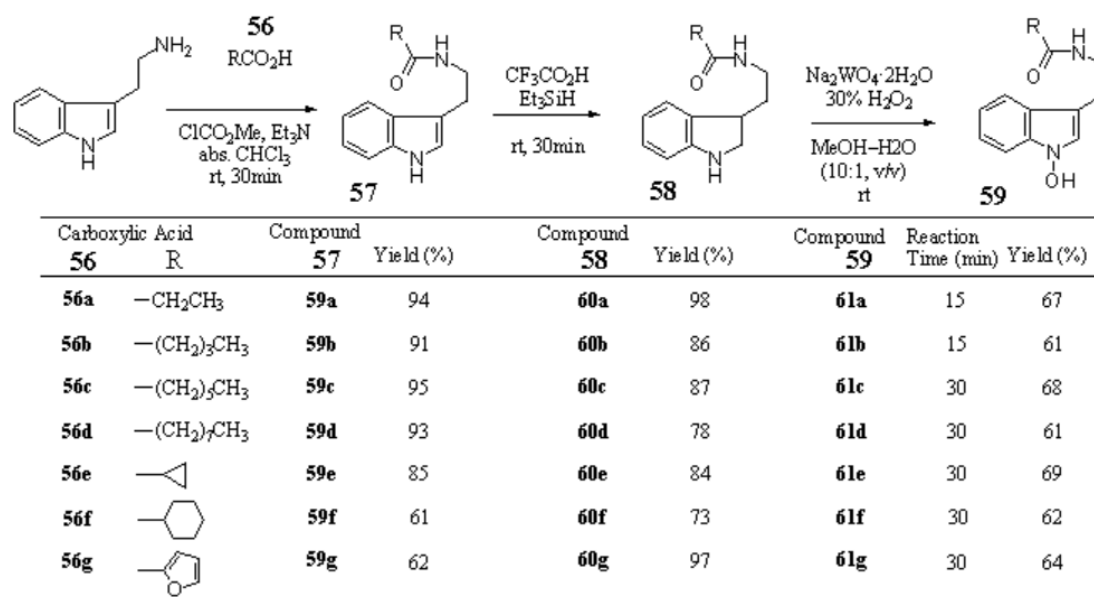 56
RCO₂H
ClCO₂Me, Et₃N
abs. CHCl₃
rt, 30min
NH₂
N
H
R
O
NH
N
H
57
CF₃CO₂H
Et₃SiH
rt, 30min
R
O
NH
N
H
58
Na₂WO₄·2H₂O
30% H₂O₂
MeOH–H2O
(10:1, v/v)
rt
R
O
NH
N
OH
59
Carboxylic Acid Compound Compound Compound Reaction
56 R 57 Yield (%) 58 Yield (%) 59 Time (min) Yield (%)
56a –CH₂CH₃ 59a 94 60a 98 61a 15 67
56b –(CH₂)₃CH₃ 59b 91 60b 86 61b 15 61
56c –(CH₂)₅CH₃ 59c 95 60c 87 61c 30 68
56d –(CH₂)₇CH₃ 59d 93 60d 78 61d 30 61
56e 59e 85 60e 84 61e 30 69
56f 59f 61 60f 73 61f 30 62
56g O 59g 62 60g 97 61g 30 64